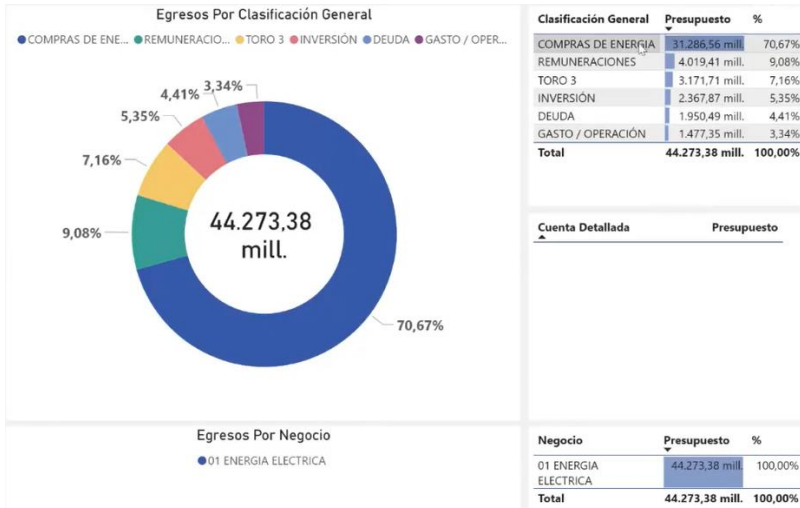 Egresos Por Clasificación General
COMPRAS DE ENE... REMUNERACIO... TORO 3 INVERSIÓN DEUDA GASTO / OPER...
3,34%
4,41%
5,35%
7,16%
9,08%
70,67%
44.273,38
mill.
Clasificación General Presupuesto %
COMPRAS DE ENERGIA 31.286,56 mill. 70,67%
REMUNERACIONES 4.019,41 mill. 9,08%
TORO 3 3.171,71 mill. 7,16%
INVERSIÓN 2.367,87 mill. 5,35%
DEUDA 1.950,49 mill. 4,41%
GASTO / OPERACIÓN 1.477,35 mill. 3,34%
Total 44.273,38 mill. 100,00%
Cuenta Detallada Presupuesto
Egresos Por Negocio
01 ENERGIA ELECTRICA
Negocio Presupuesto %
01 ENERGIA 44.273,38 mill. 100,00%
ELECTRICA
Total 44.273,38 mill. 100,00%